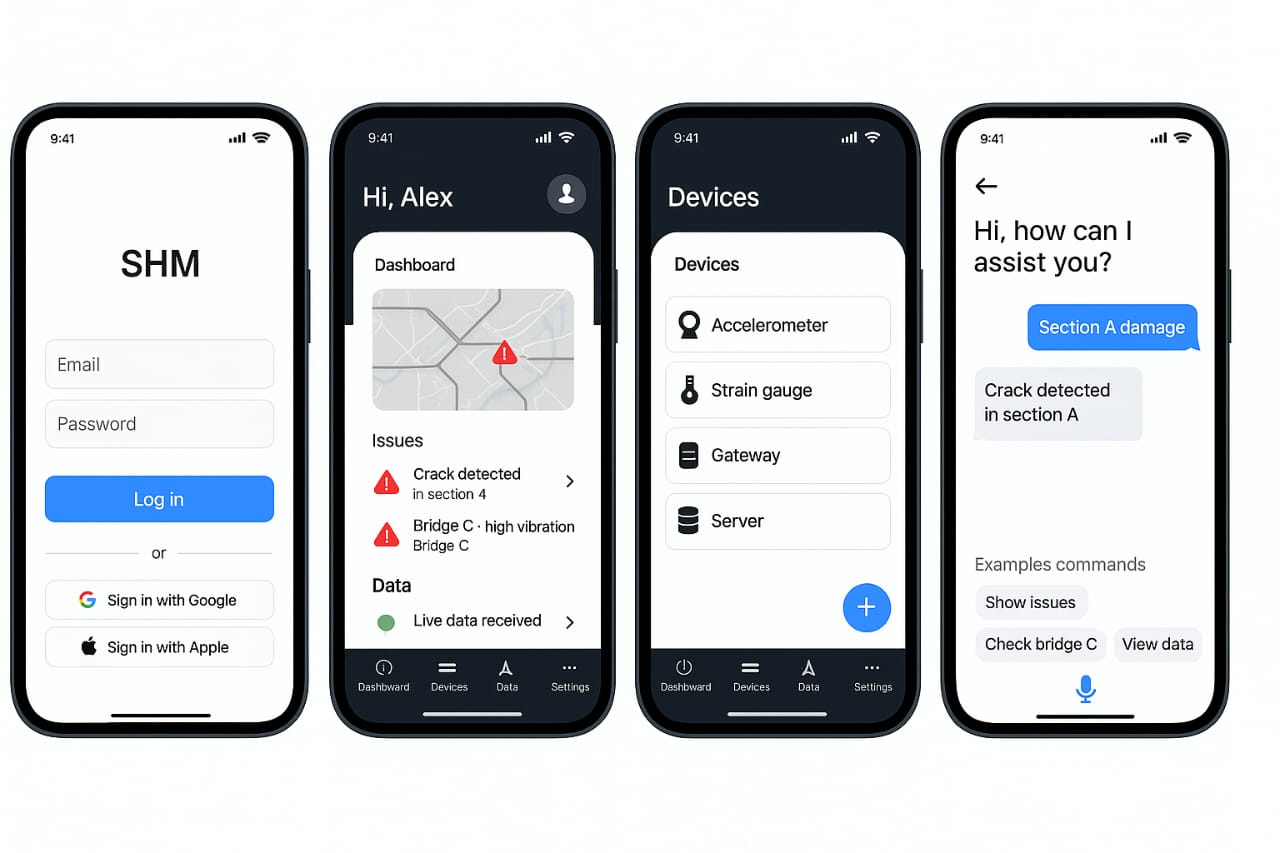 9:41
SHM
Email
Password
Log in
or
Sign in with Google
Sign in with Apple
9:41
Hi, Alex
Dashboard
Issues
Crack detected
in section 4
Bridge C · high vibration
Bridge C
Data
Live data received
Dashboard
Devices
Data
Settings
9:41
Devices
Devices
Accelerometer
Strain gauge
Gateway
Server
Dashboard
Devices
Data
Settings
9:41
Hi, how can I
assist you?
Section A damage
Crack detected
in section A
Examples commands
Show issues
Check bridge C
View data